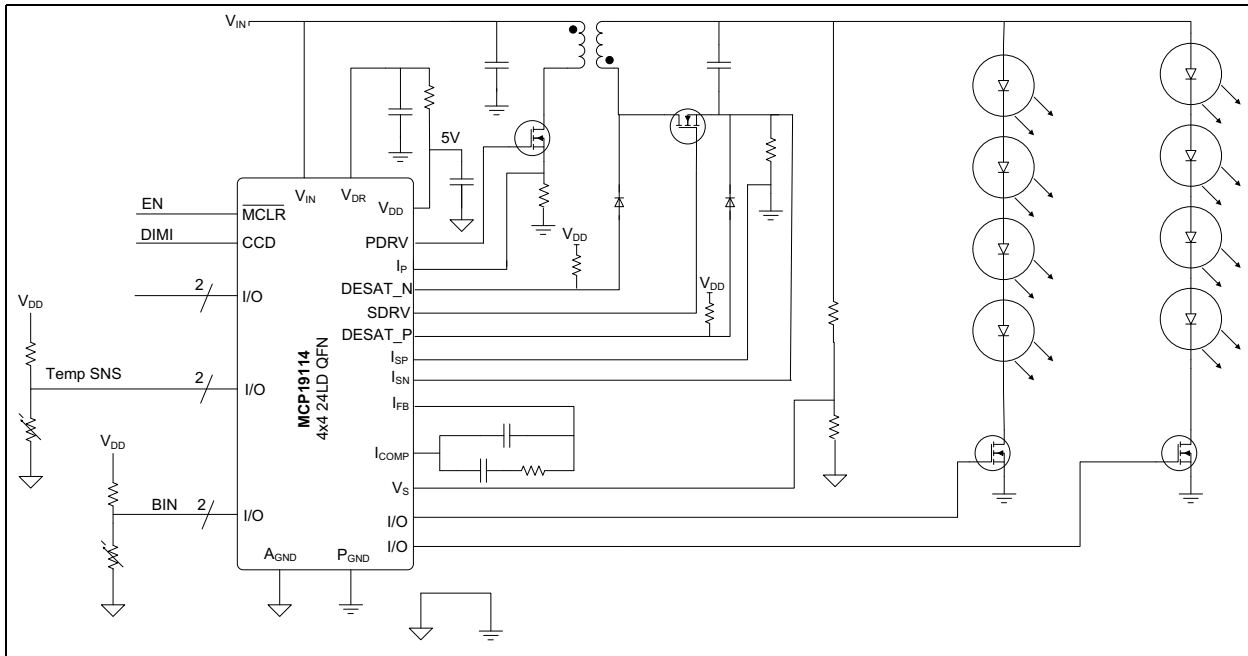 VIN
5V
VIN
VDR
VDD
EN
MCLR
DIMI
CCD
PDRV
IP
VDD
2
I/O
DESAT_N
VDD
SDRV
VDD
DESAT_P
ISP
Temp SNS
2
I/O
ISN
MCP19114
4x4 24LD QFN
IFB
VDD
ICOMP
VS
BIN
2
I/O
I/O
I/O
AGND
PGND